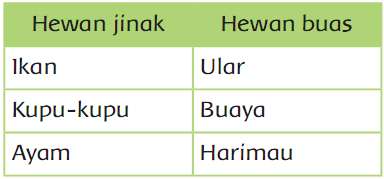 Hewan jinak Hewan buas
Ikan Ular
Kupu-kupu Buaya
Ayam Harimau